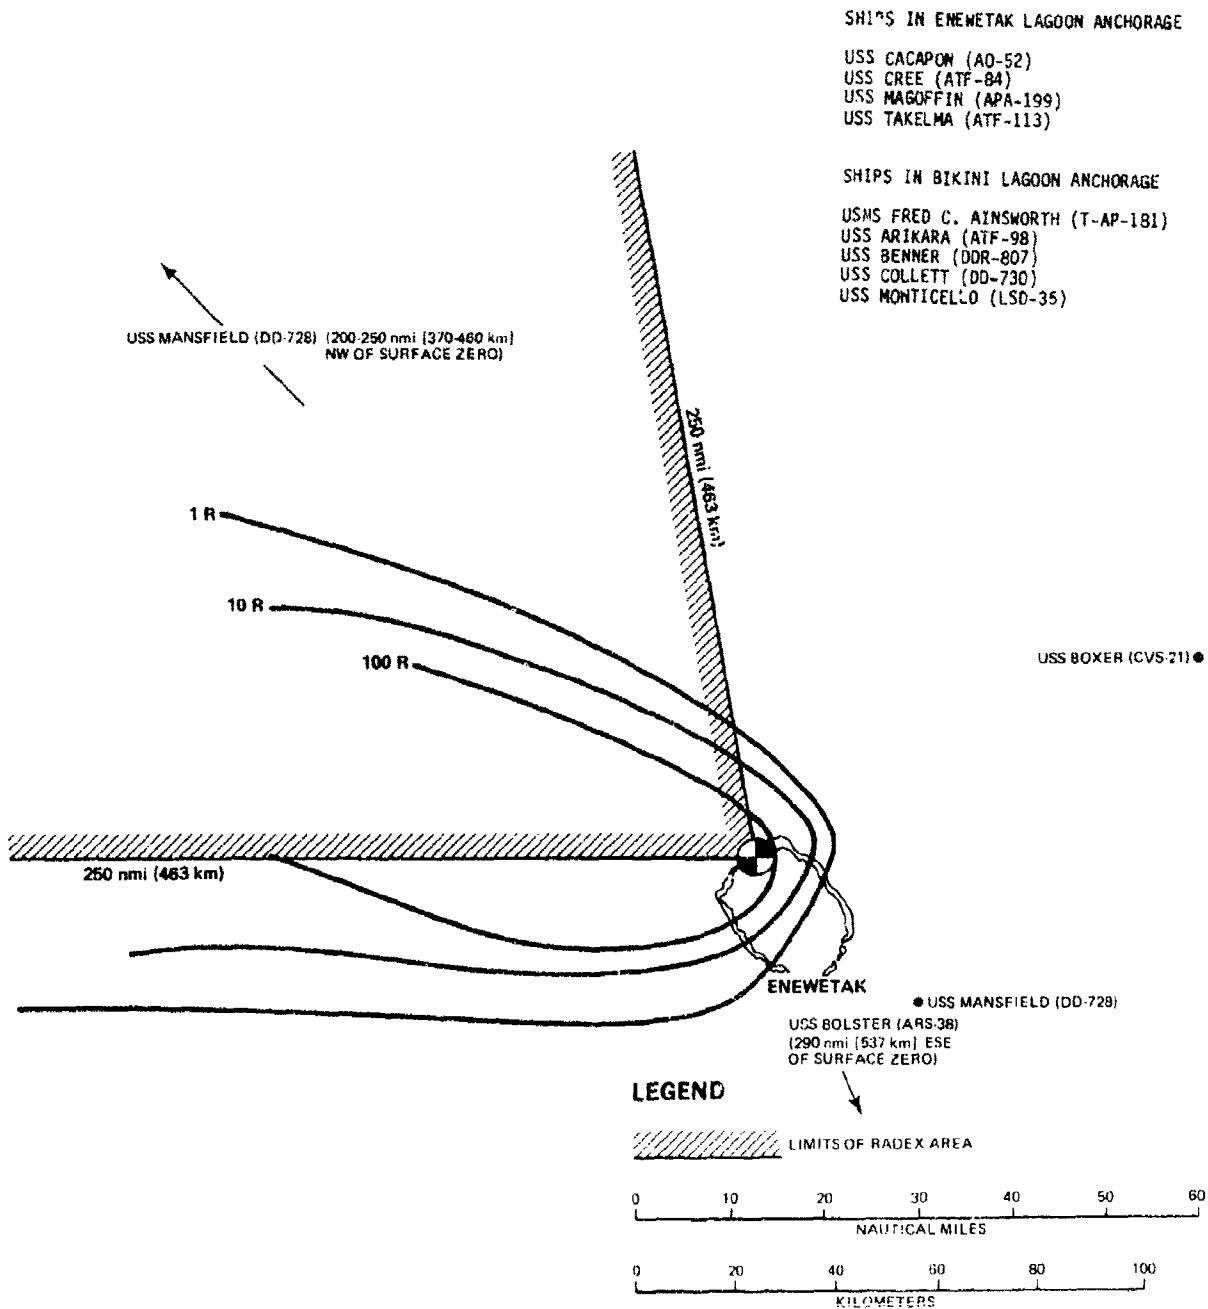 SHIPS IN ENEWETAK LAGOON ANCHORAGE
USS CACAPON (AO-52)
USS CREE (ATF-84)
USS MAGOFFIN (APA-199)
USS TAKELMA (ATF-113)
SHIPS IN BIKINI LAGOON ANCHORAGE
USNS FRED C. AINSWORTH (T-AP-181)
USS ARIKARA (ATF-98)
USS BENNER (DDR-807)
USS COLLETT (DD-730)
USS MONTICELLO (LSD-35)
USS MANSFIELD (DD-728) (200-250 nmi [370-460 km]
NW OF SURFACE ZERO)
250 nmi (463 km)
1 R
10 R
100 R
USS BOXER (CVS-21)
250 nmi (463 km)
ENEWETAK
USS MANSFIELD (DD-728)
USS BOLSTER (ARS-38)
(290 nmi [537 km] ESE
OF SURFACE ZERO)
LEGEND
LIMITS OF RADEX AREA
0 10 20 30 40 50 60
NAUTICAL MILES
0 20 40 60 80 100
KILOMETERS